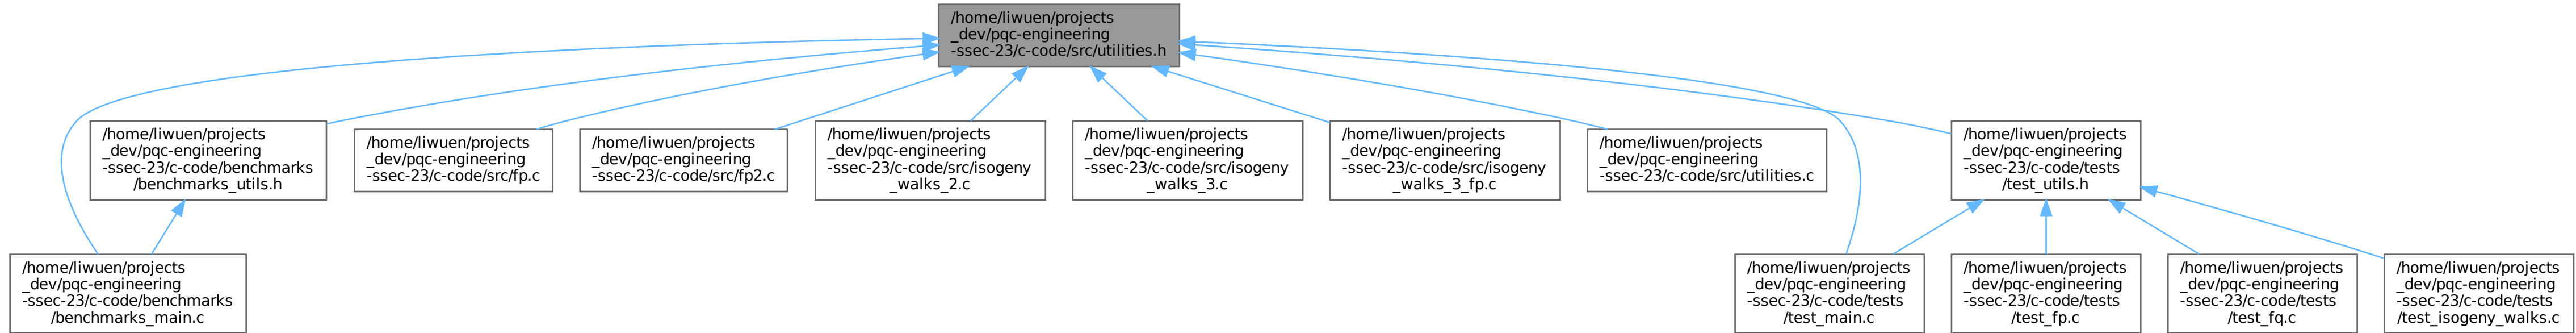 /home/liwuen/projects
_dev/pqc-engineering
-ssec-23/c-code/src/utilities.h
/home/liwuen/projects
_dev/pqc-engineering
-ssec-23/c-code/benchmarks
/benchmarks_utils.h
/home/liwuen/projects
_dev/pqc-engineering
-ssec-23/c-code/src/fp.c
/home/liwuen/projects
_dev/pqc-engineering
-ssec-23/c-code/src/fp2.c
/home/liwuen/projects
_dev/pqc-engineering
-ssec-23/c-code/src/isogeny
_walks_2.c
/home/liwuen/projects
_dev/pqc-engineering
-ssec-23/c-code/src/isogeny
_walks_3.c
/home/liwuen/projects
_dev/pqc-engineering
-ssec-23/c-code/src/isogeny
_walks_3_fp.c
/home/liwuen/projects
_dev/pqc-engineering
-ssec-23/c-code/src/utilities.c
/home/liwuen/projects
_dev/pqc-engineering
-ssec-23/c-code/tests
/test_utils.h
/home/liwuen/projects
_dev/pqc-engineering
-ssec-23/c-code/benchmarks
/benchmarks_main.c
/home/liwuen/projects
_dev/pqc-engineering
-ssec-23/c-code/tests
/test_main.c
/home/liwuen/projects
_dev/pqc-engineering
-ssec-23/c-code/tests
/test_fp.c
/home/liwuen/projects
_dev/pqc-engineering
-ssec-23/c-code/tests
/test_fq.c
/home/liwuen/projects
_dev/pqc-engineering
-ssec-23/c-code/tests
/test_isogeny_walks.c